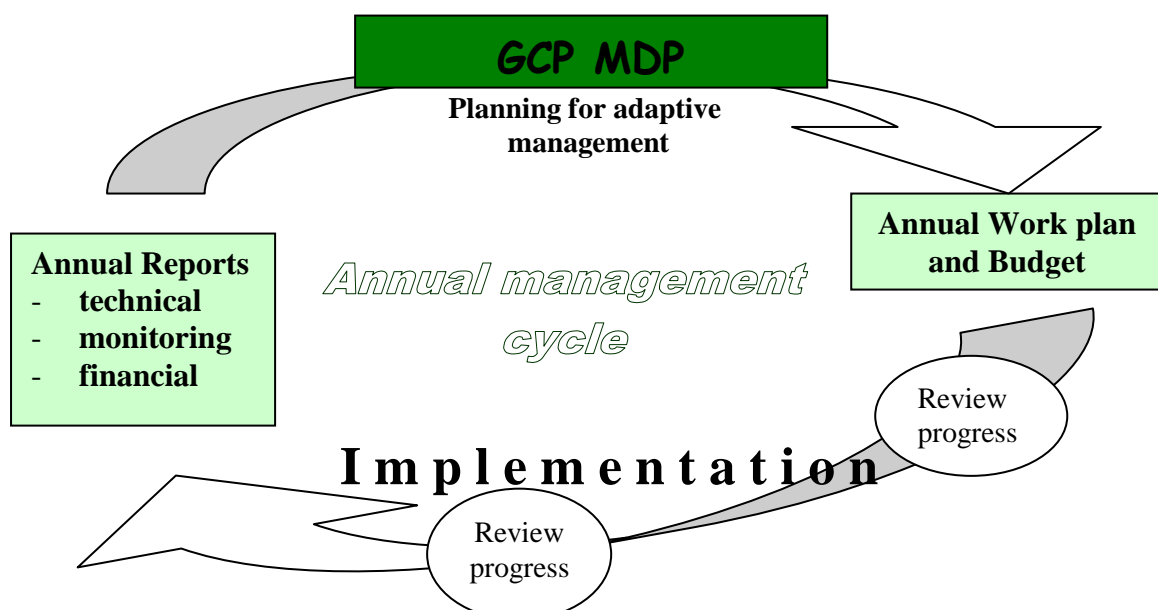 GCP MDP
Planning for adaptive
management
Annual Work plan
and Budget
Annual Reports
- technical
- monitoring
- financial
Annual management
cycle
Review
progress
Implementation
Review
progress